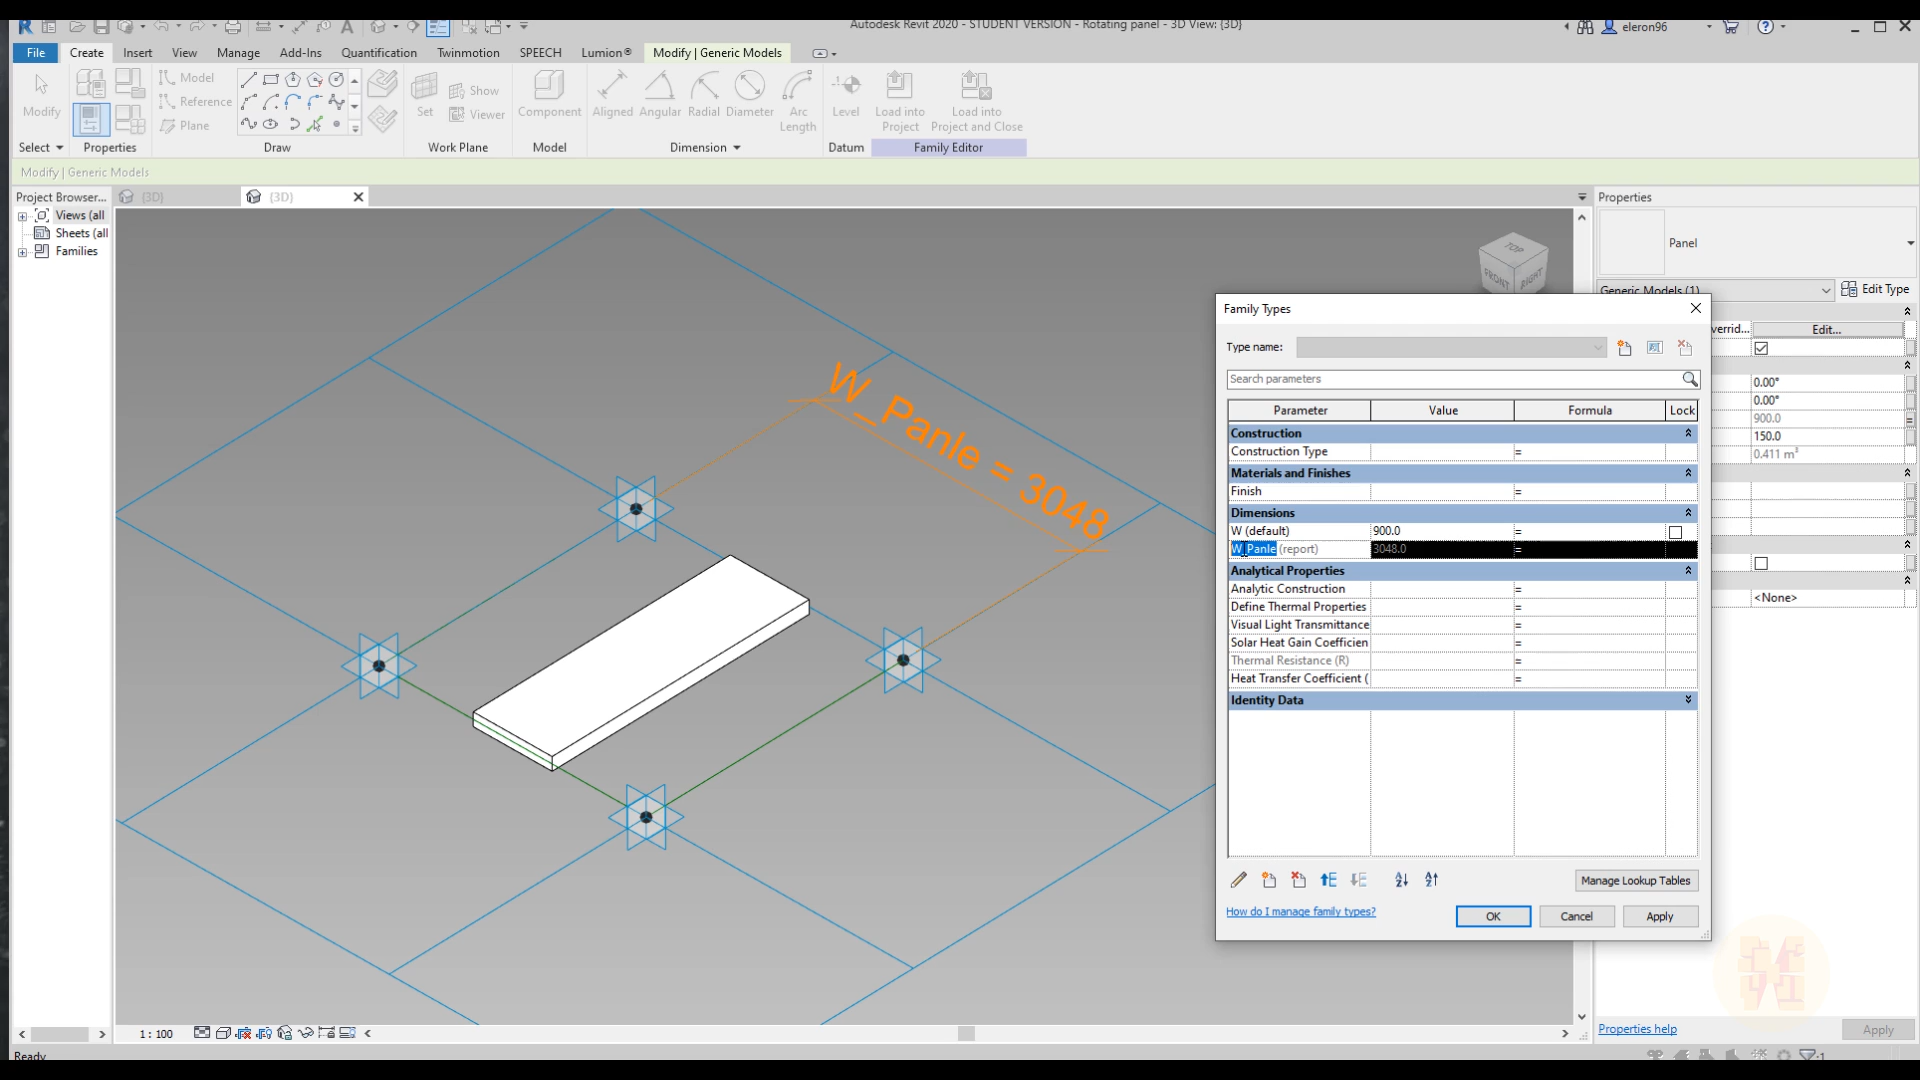 Autodesk Revit 2020 - STUDENT VERSION - Rotating panel - 3D View: {3D}
eleron96
File Create Insert View Manage Add-Ins Quantification Twinmotion SPEECH Lumion® Modify | Generic Models
Modify
Model
Reference
Plane
Set
Show
Viewer
Component
Aligned Angular Radial Diameter Arc Length
Level
Load into Project
Load into Project and Close
Select Properties Draw Work Plane Model Dimension Datum Family Editor
Modify | Generic Models
Project Browser...
Views (all
Sheets (all
Families
{3D}
{3D}
W_Panle = 3048
TOP
FRONT
RIGHT
Properties
Panel
Generic Models (1)
Edit Type
verrid...
Edit...
0.00°
0.00°
900.0
150.0
0.411 m³
<None>
Properties help
Apply
Family Types
Type name:
Search parameters
Parameter Value Formula Lock
Construction
Construction Type =
Materials and Finishes
Finish =
Dimensions
W (default) 900.0 =
W_Panle (report) 3048.0 =
Analytical Properties
Analytic Construction =
Define Thermal Properties =
Visual Light Transmittance =
Solar Heat Gain Coefficien =
Thermal Resistance (R) =
Heat Transfer Coefficient ( =
Identity Data
Manage Lookup Tables
How do I manage family types?
OK Cancel Apply
1 : 100
Ready
:1